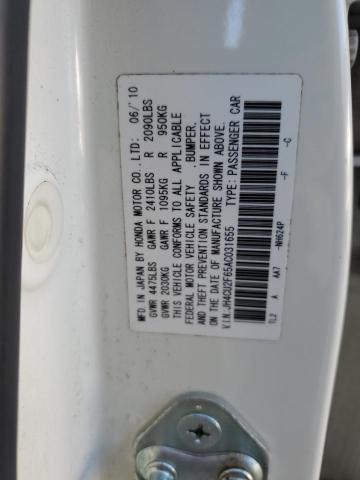 MFD. IN JAPAN BY HONDA MOTOR CO., LTD. 06/'10
GVWR 4475LBS GAWR F 2410LBS R 2090LBS
GVWR 2030KG GAWR F 1095KG R 950KG
THIS VEHICLE CONFORMS TO ALL APPLICABLE
FEDERAL MOTOR VEHICLE SAFETY ,BUMPER,
AND THEFT PREVENTION STANDARDS IN EFFECT
ON THE DATE OF MANUFACTURE SHOWN ABOVE.
V.I.N.:JH4CU2F65AC031655 TYPE:PASSENGER CAR
TL2 A AA7 -NH624P -F -C